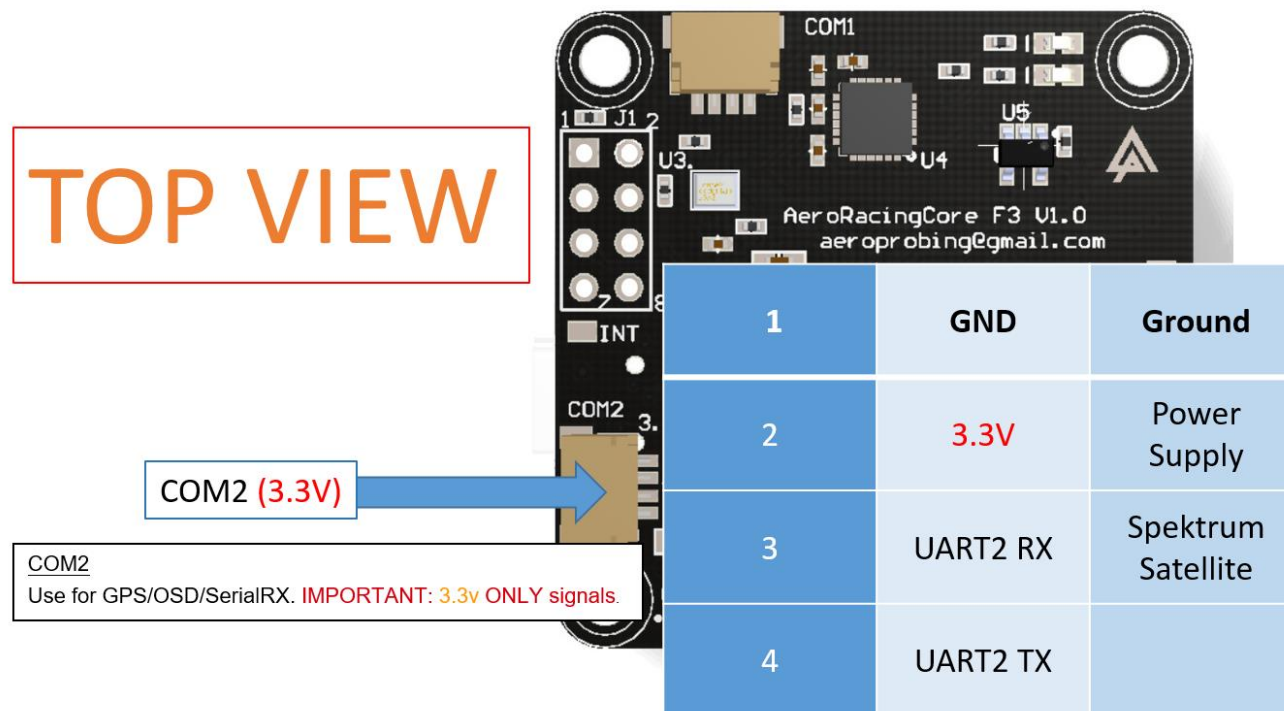 COM1
1 J1 2
U5
U3.
U4
TOP VIEW
AeroRacingCore F3 V1.0
aeroprobing@gmail.com
7 8
INT
1 GND Ground
COM2 3.
2 3.3V Power Supply
COM2 (3.3V)
3 UART2 RX Spektrum Satellite
COM2
Use for GPS/OSD/SerialRX. IMPORTANT: 3.3v ONLY signals.
4 UART2 TX